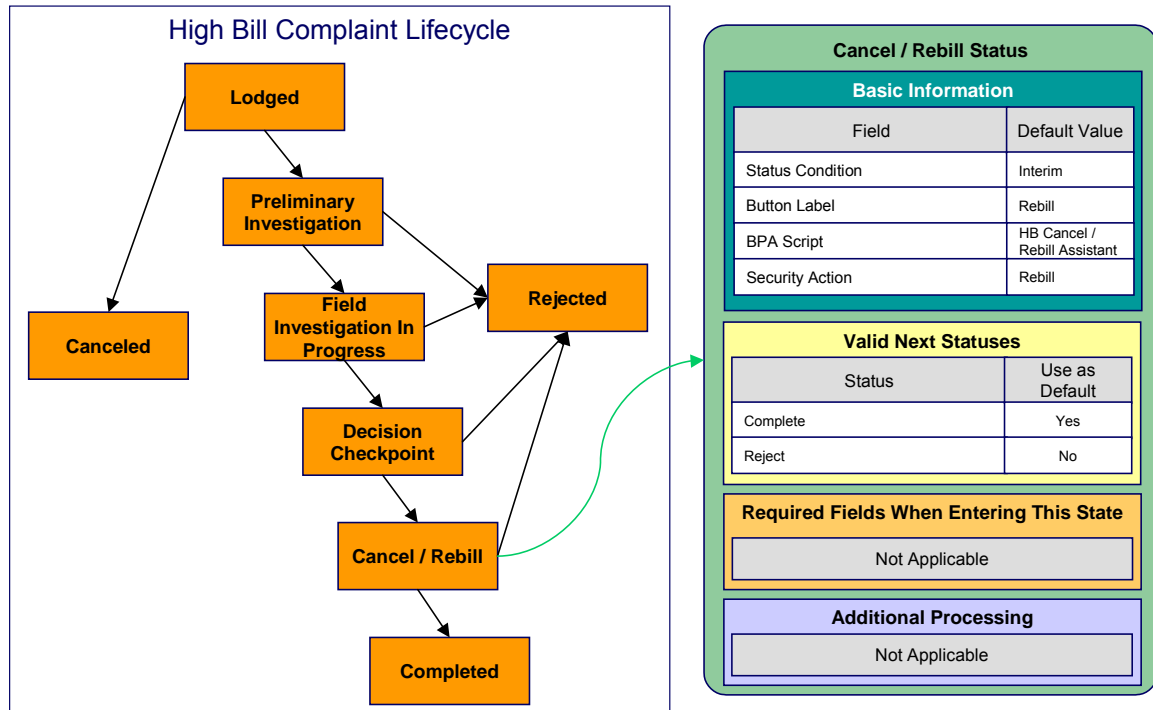 High Bill Complaint Lifecycle
Lodged
Preliminary
Investigation
Field
Investigation In
Progress
Rejected
Canceled
Decision
Checkpoint
Cancel / Rebill
Completed
Cancel / Rebill Status
Basic Information
Field Default Value
Status Condition Interim
Button Label Rebill
BPA Script HB Cancel /
Rebill Assistant
Security Action Rebill
Valid Next Statuses
Status Use as
Default
Complete Yes
Reject No
Required Fields When Entering This State
Not Applicable
Additional Processing
Not Applicable